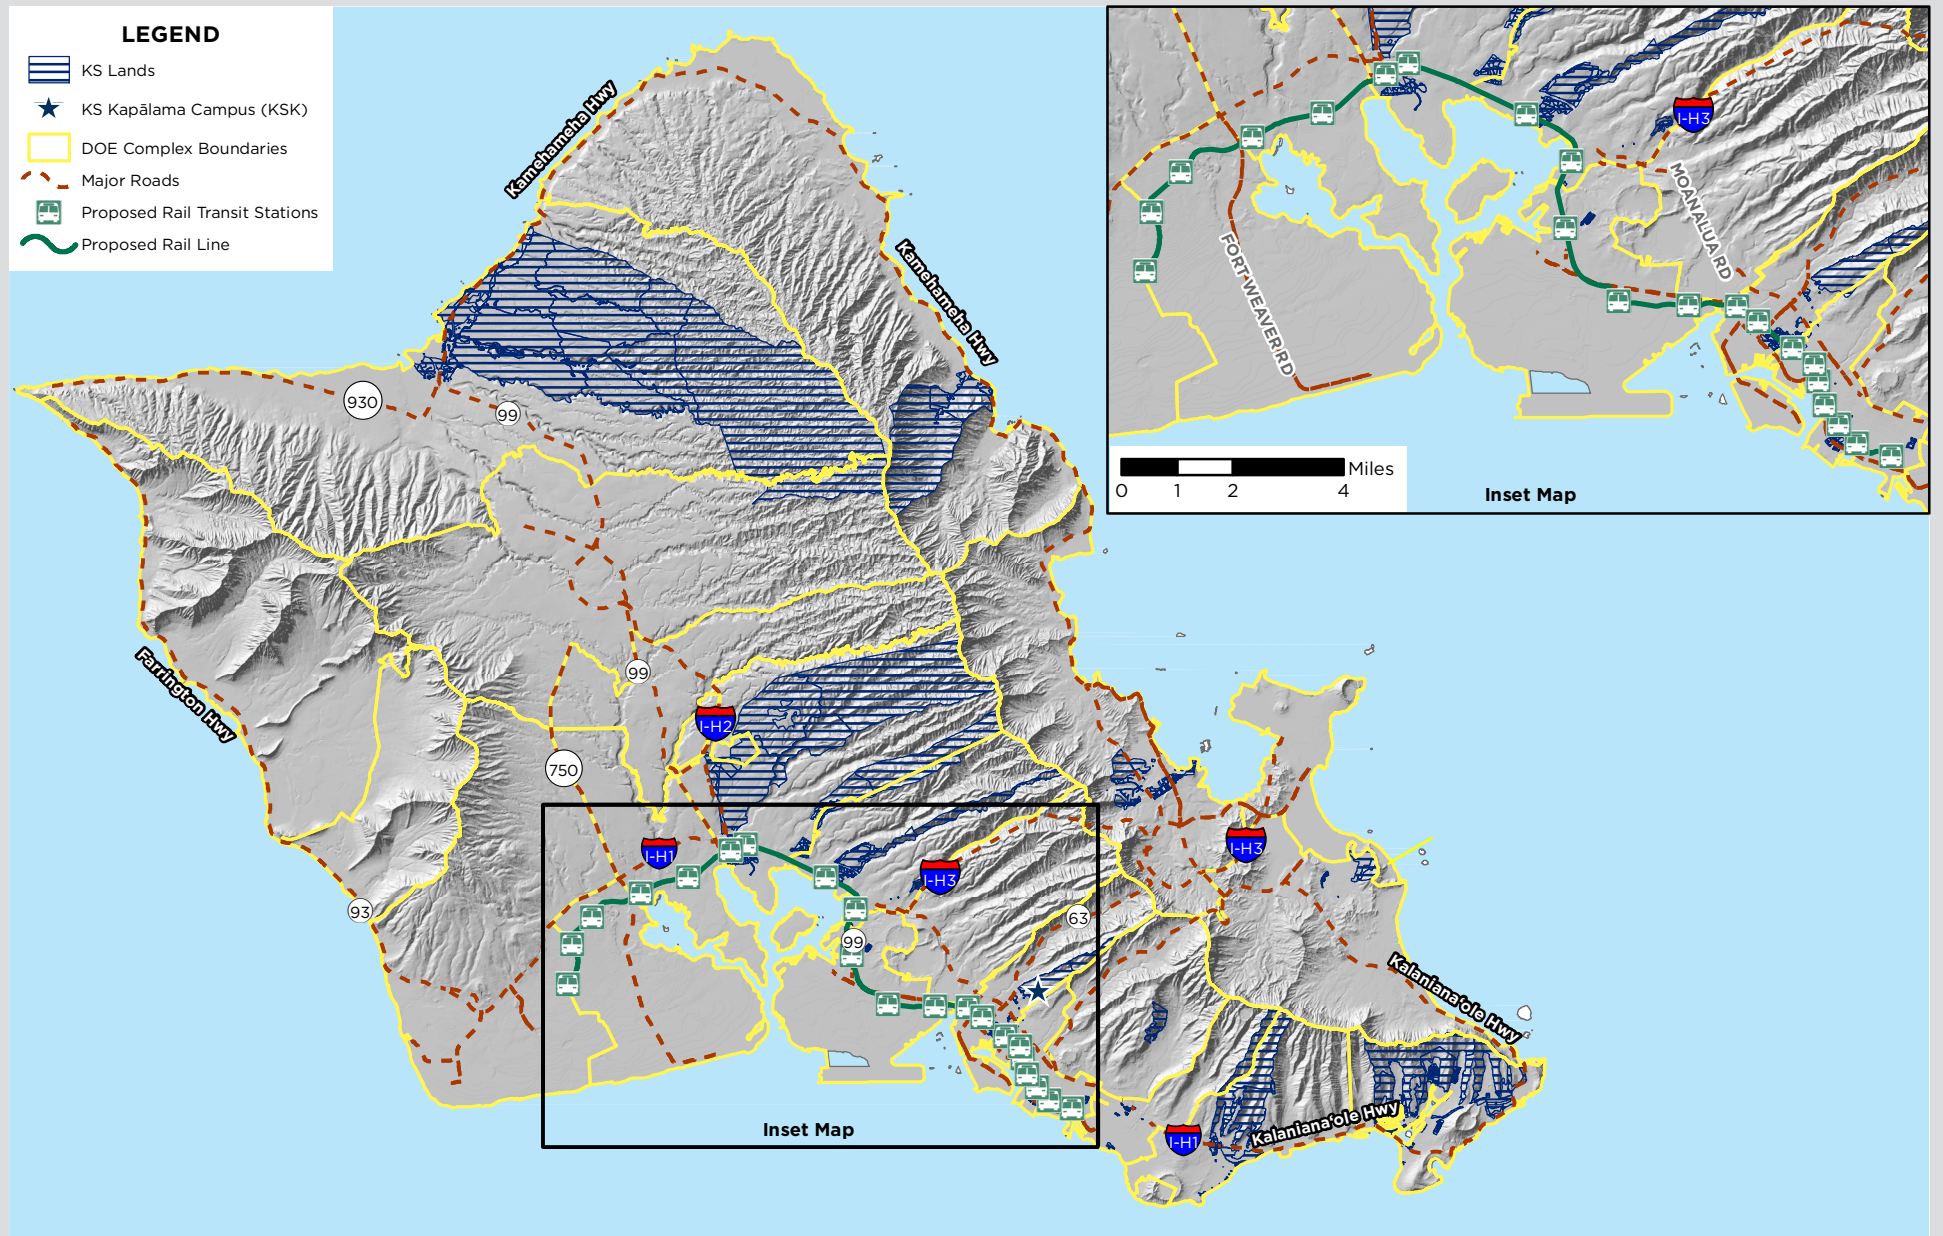 LEGEND
KS Lands
KS Kapālama Campus (KSK)
DOE Complex Boundaries
Major Roads
Proposed Rail Transit Stations
Proposed Rail Line
Kamehameha Hwy
Kamehameha Hwy
930
99
Farrington Hwy
99
I-H2
750
I-H1
I-H3
93
99
63
I-H3
Kalaniana‘ole Hwy
Kalaniana‘ole Hwy
I-H1
Inset Map
I-H3
MOANALUA RD
FORT WEAVER RD
Miles
0 1 2 4
Inset Map